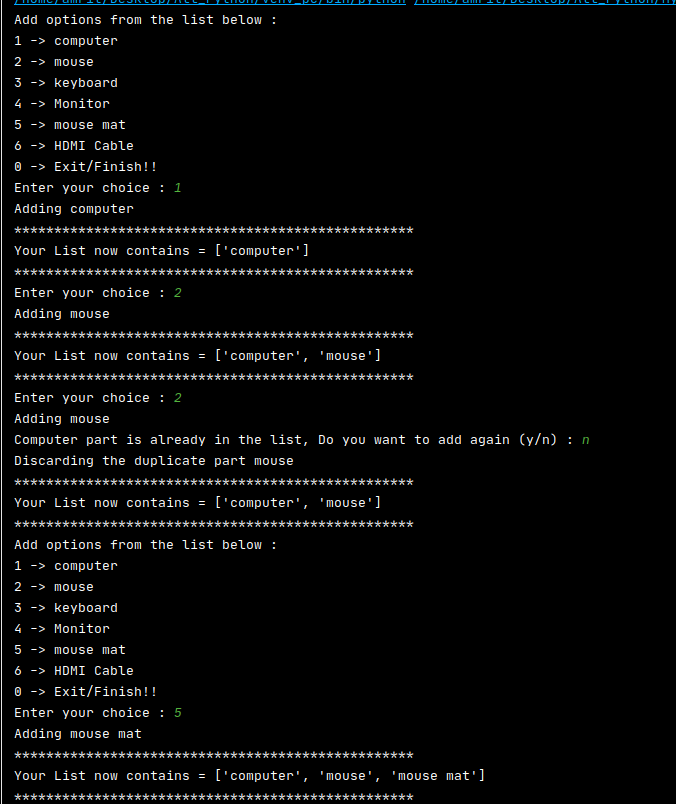 Add options from the list below :
1 -> computer
2 -> mouse
3 -> keyboard
4 -> Monitor
5 -> mouse mat
6 -> HDMI Cable
0 -> Exit/Finish!!
Enter your choice : 1
Adding computer
**************************************************
Your List now contains = ['computer']
**************************************************
Enter your choice : 2
Adding mouse
**************************************************
Your List now contains = ['computer', 'mouse']
**************************************************
Enter your choice : 2
Adding mouse
Computer part is already in the list, Do you want to add again (y/n) : n
Discarding the duplicate part mouse
**************************************************
Your List now contains = ['computer', 'mouse']
**************************************************
Add options from the list below :
1 -> computer
2 -> mouse
3 -> keyboard
4 -> Monitor
5 -> mouse mat
6 -> HDMI Cable
0 -> Exit/Finish!!
Enter your choice : 5
Adding mouse mat
**************************************************
Your List now contains = ['computer', 'mouse', 'mouse mat']
**************************************************